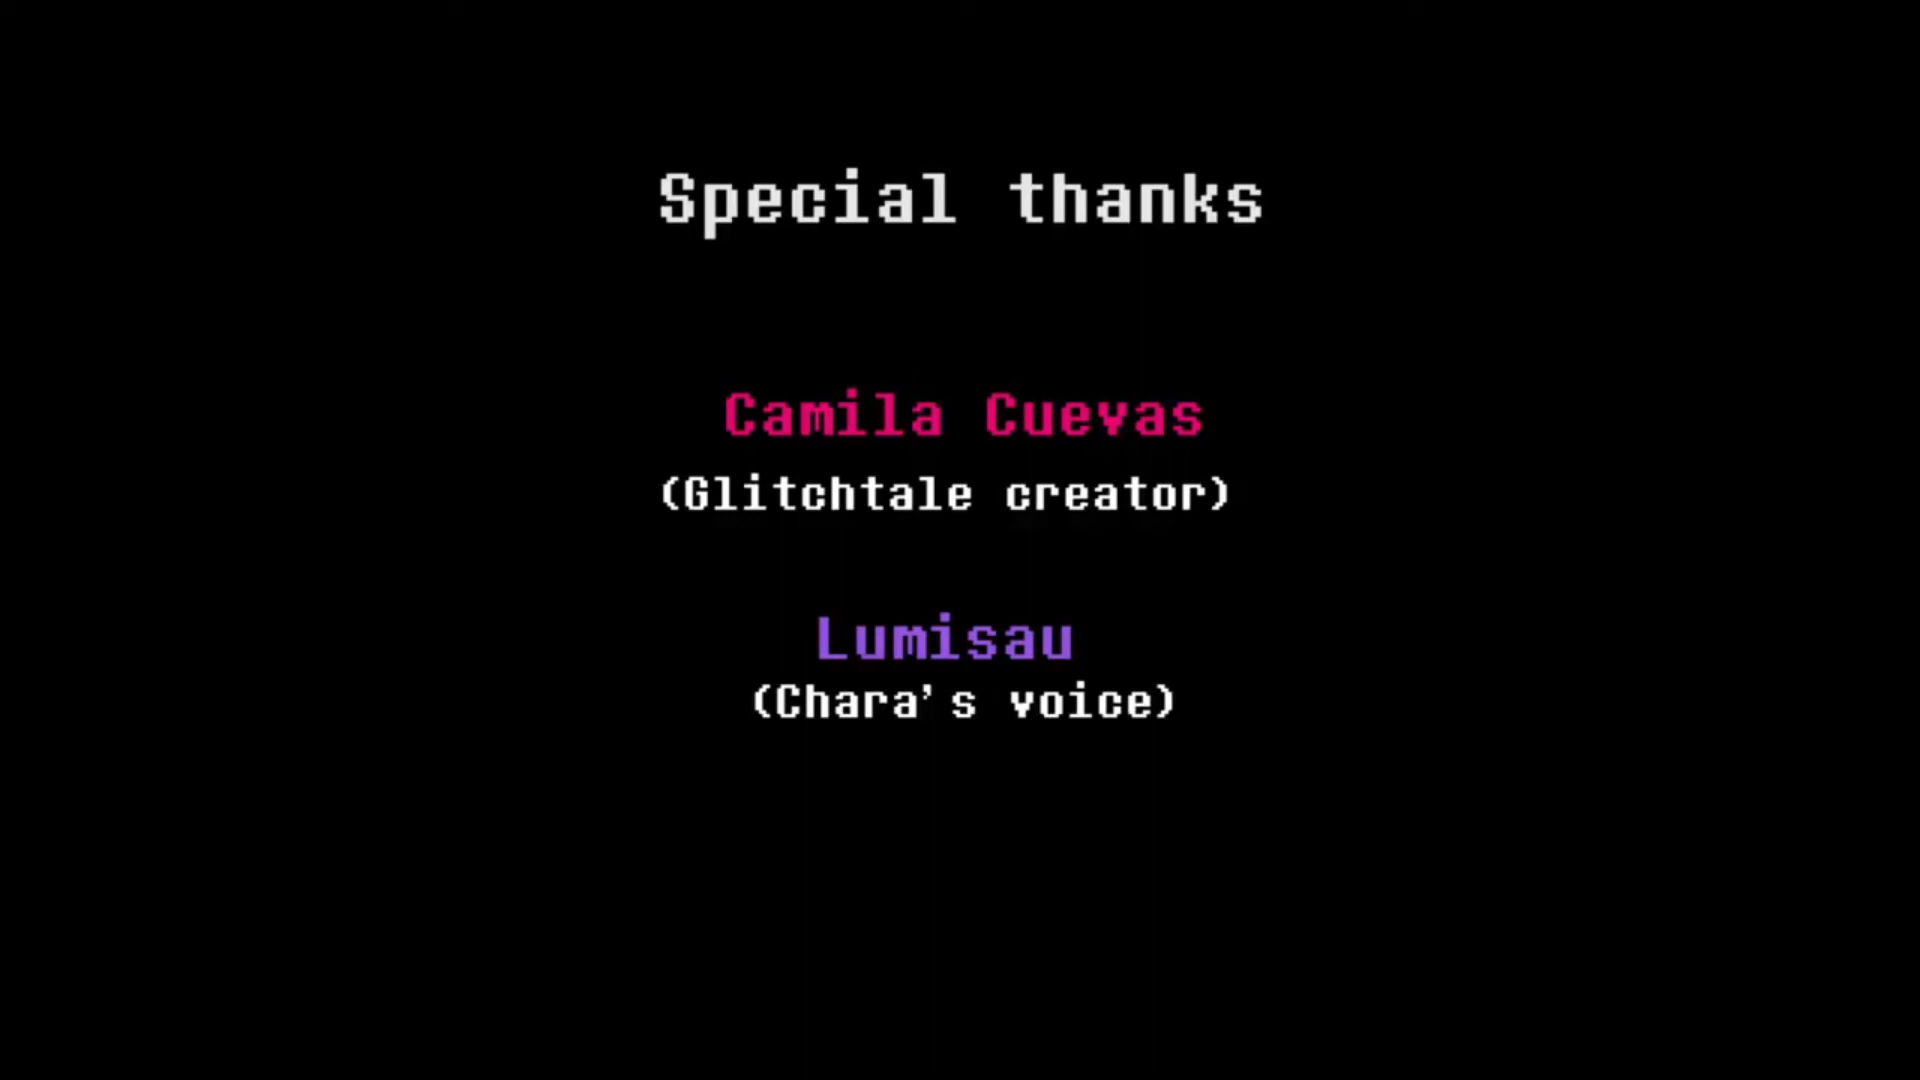 Special thanks
Camila Cuevas
(Glitchtale creator)
Lumisau
(Chara's voice)